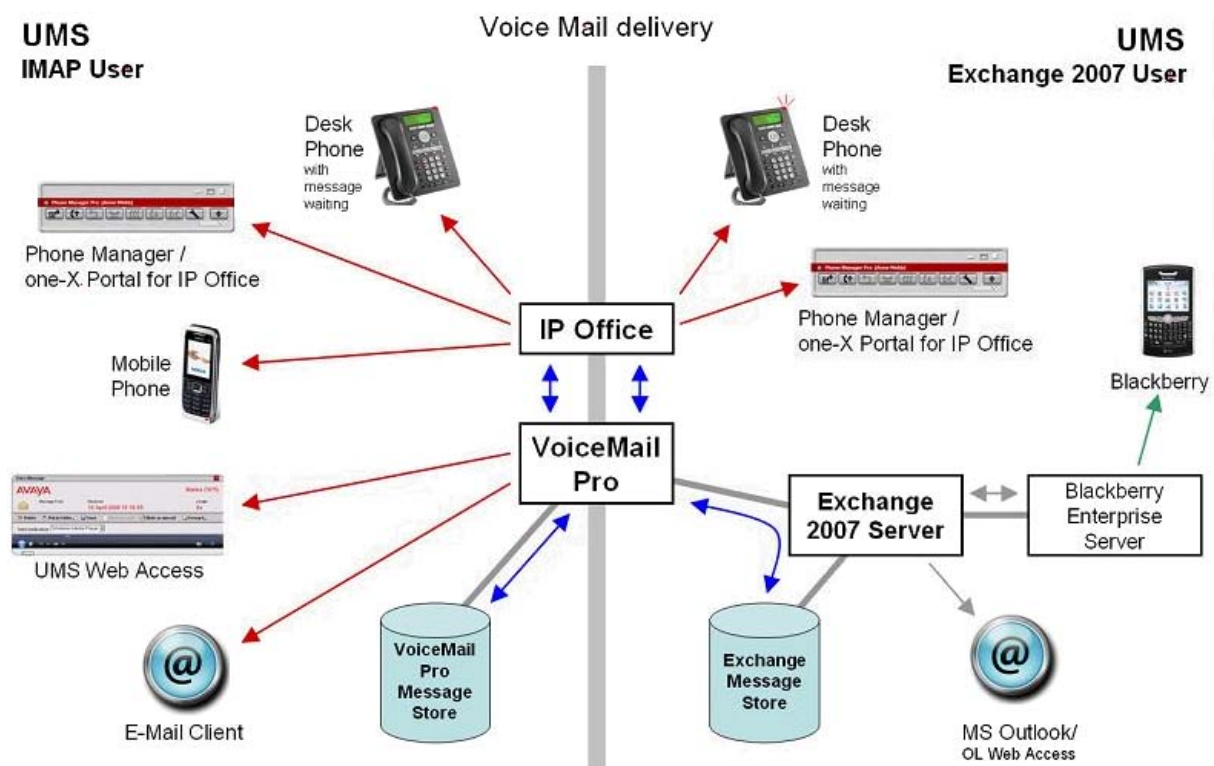 UMS
IMAP User
Voice Mail delivery
UMS
Exchange 2007 User
Desk
Phone
with
message
waiting
Desk
Phone
with
message
waiting
Phone Manager /
one-X Portal for IP Office
Phone Manager /
one-X Portal for IP Office
IP Office
Mobile
Phone
Blackberry
VoiceMail
Pro
AVAYA
UMS Web Access
Exchange
2007 Server
Blackberry
Enterprise
Server
VoiceMail
Pro
Message
Store
Exchange
Message
Store
@
E-Mail Client
@
MS Outlook/
OL Web Access